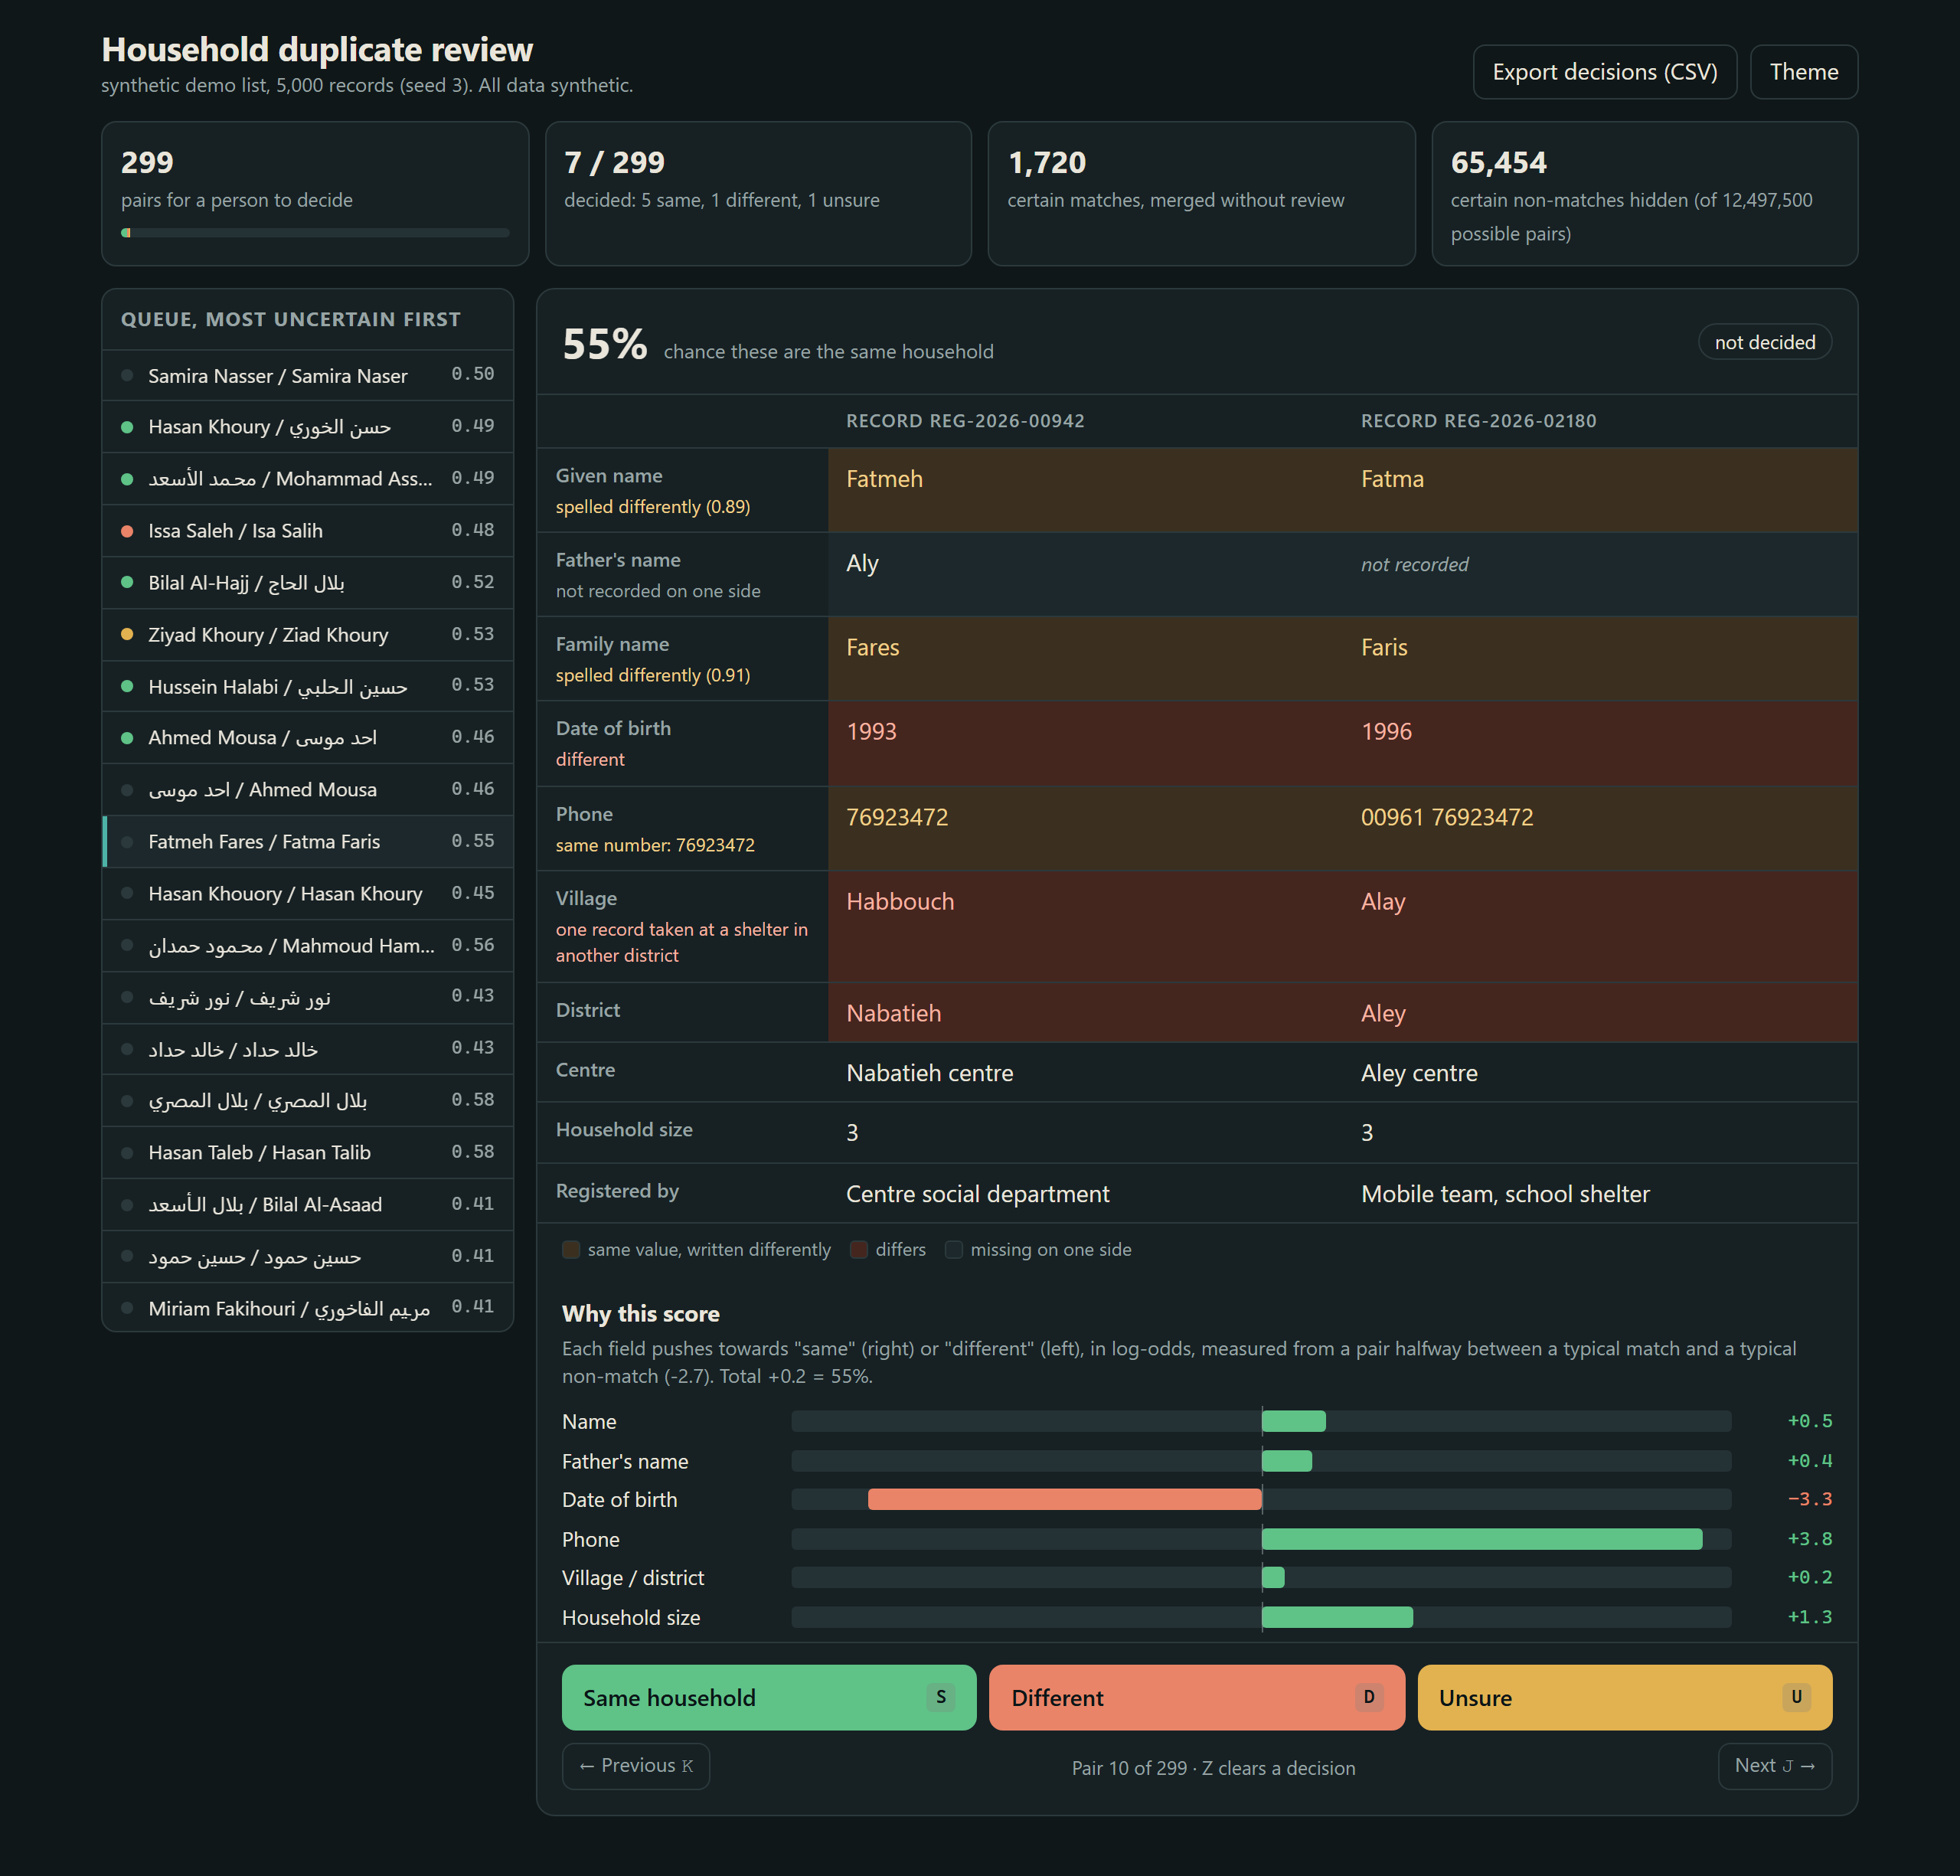 Household duplicate review
synthetic demo list, 5,000 records (seed 3). All data synthetic.
Export decisions (CSV)
Theme
299
pairs for a person to decide
7 / 299
decided: 5 same, 1 different, 1 unsure
1,720
certain matches, merged without review
65,454
certain non-matches hidden (of 12,497,500
possible pairs)
QUEUE, MOST UNCERTAIN FIRST
Samira Nasser / Samira Naser 0.50
Hasan Khoury / حسن الخوري 0.49
محمد الأسعد / Mohammad Ass... 0.49
Issa Saleh / Isa Salih 0.48
Bilal Al-Hajj / بلال الحاج 0.52
Ziyad Khoury / Ziad Khoury 0.53
Hussein Halabi / حسين الحلبي 0.53
Ahmed Mousa / احد موسى 0.46
احد موسى / Ahmed Mousa 0.46
Fatmeh Fares / Fatma Faris 0.55
Hasan Khouory / Hasan Khoury 0.45
محمود حمدان / Mahmoud Ham... 0.56
نور شريف / نور شريف 0.43
خالد حداد / خالد حداد 0.43
بلال المصري / بلال المصري 0.58
Hasan Taleb / Hasan Talib 0.58
بلال الأسعد / Bilal Al-Asaad 0.41
حسين حمود / حسين حمود 0.41
Miriam Fakihouri / مريم الفاخوري 0.41
55% chance these are the same household
not decided
RECORD REG-2026-00942 RECORD REG-2026-02180
Given name Fatmeh Fatma
spelled differently (0.89)
Father's name Aly not recorded
not recorded on one side
Family name Fares Faris
spelled differently (0.91)
Date of birth 1993 1996
different
Phone 76923472 00961 76923472
same number: 76923472
Village Habbouch Alay
one record taken at a shelter in
another district
District Nabatieh Aley
Centre Nabatieh centre Aley centre
Household size 3 3
Registered by Centre social department Mobile team, school shelter
same value, written differently differs missing on one side
Why this score
Each field pushes towards "same" (right) or "different" (left), in log-odds, measured from a pair halfway between a typical match and a typical
non-match (-2.7). Total +0.2 = 55%.
Name +0.5
Father's name +0.4
Date of birth −3.3
Phone +3.8
Village / district +0.2
Household size +1.3
Same household S
Different D
Unsure U
← Previous K
Pair 10 of 299 · Z clears a decision
Next J →